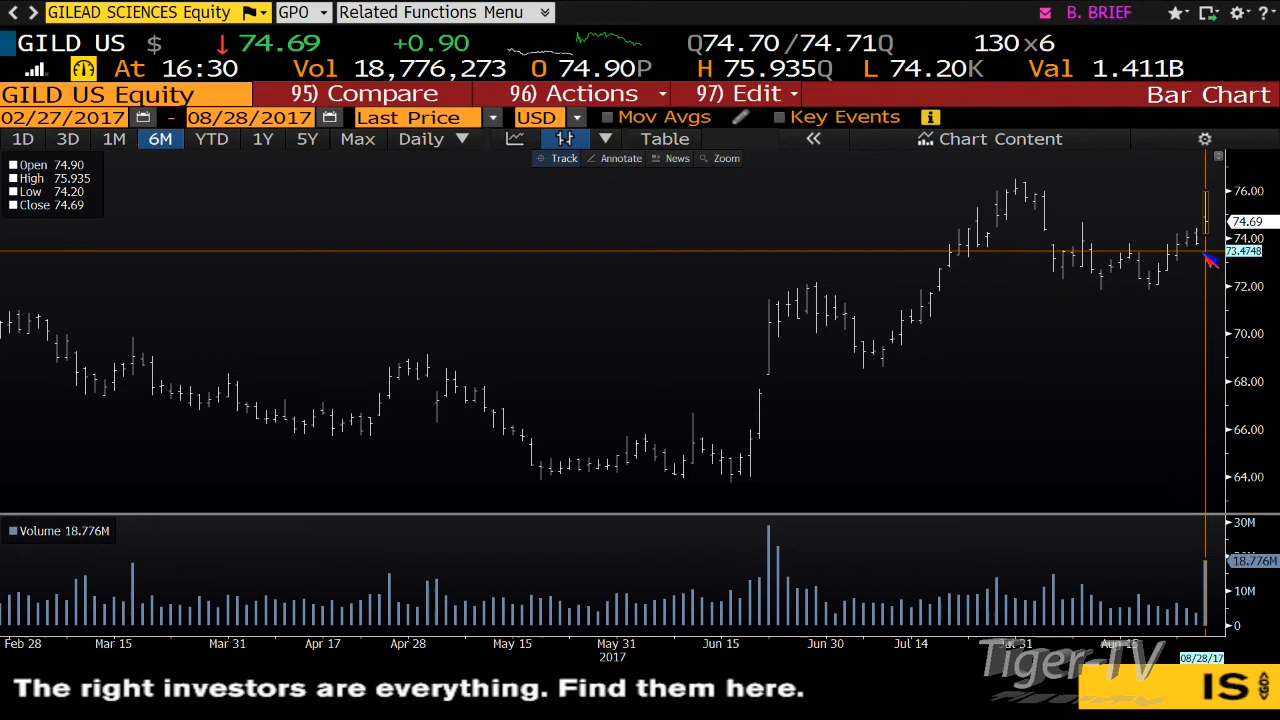 GILEAD SCIENCES Equity GPO Related Functions Menu B. BRIEF ?
GILD US $ ↓74.69 +0.90 Q74.70/74.71Q 130x6
At 16:30 Vol 18,776,273 O 74.90P H 75.935Q L 74.20K Val 1.411B
GILD US Equity 95) Compare 96) Actions 97) Edit Bar Chart
02/27/2017 - 08/28/2017 Last Price USD Mov Avgs Key Events
1D 3D 1M 6M YTD 1Y 5Y Max Daily ▼ Table « Chart Content
Track Annotate News Zoom
Open 74.90
High 75.935
Low 74.20
Close 74.69
76.00
74.69
74.00
73.4748
72.00
70.00
68.00
66.00
64.00
Volume 18.776M
30M
18.776M
10M
0
Feb 28 Mar 15 Mar 31 Apr 17 Apr 28 May 15 May 31 Jun 15 Jun 30 Jul 14 Jul 31 Aug 15
2017
08/28/17
Tiger-TV
The right investors are everything. Find them here.
IS